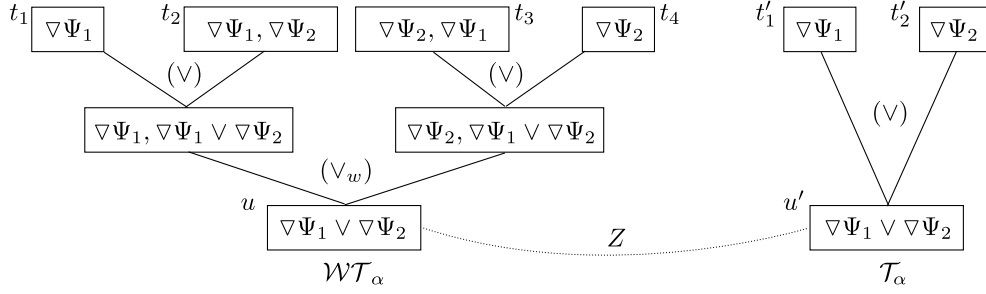 t₁ ▽Ψ₁ t₂ ▽Ψ₁, ▽Ψ₂ ▽Ψ₂, ▽Ψ₁ t₃ ▽Ψ₂ t₄ t′₁ ▽Ψ₁ t′₂ ▽Ψ₂
(∨) (∨) (∨)
▽Ψ₁, ▽Ψ₁ ∨ ▽Ψ₂ ▽Ψ₂, ▽Ψ₁ ∨ ▽Ψ₂
(∨w)
u ▽Ψ₁ ∨ ▽Ψ₂ Z u′ ▽Ψ₁ ∨ ▽Ψ₂
𝒲𝒯α 𝒯α